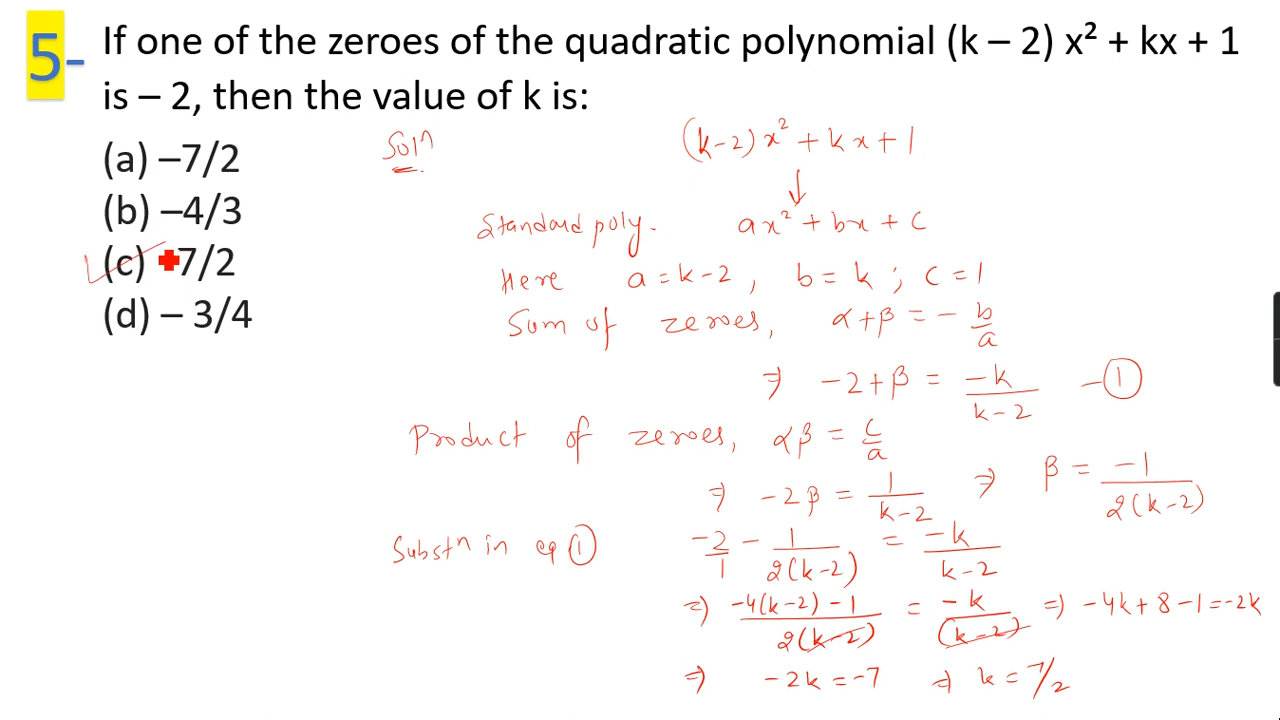 5- If one of the zeroes of the quadratic polynomial (k – 2) x² + kx + 1
is – 2, then the value of k is:
(a) –7/2
(b) –4/3
(c) +7/2
(d) – 3/4
Solⁿ
(k-2)x² + kx + 1
↓
Standard poly. ax² + bx + c
Here a = k-2, b = k ; c = 1
Sum of zeroes, α+β = - b/a
⇒ -2+β = -k/(k-2) -①
Product of zeroes, αβ = c/a
⇒ -2β = 1/(k-2) ⇒ β = -1/(2(k-2))
Substⁿ in eq ① -2/1 - 1/(2(k-2)) = -k/(k-2)
⇒ (-4(k-2)-1)/(2(k-2)) = -k/(k-2) ⇒ -4k+8-1=-2k
⇒ -2k = -7 ⇒ k = 7/2